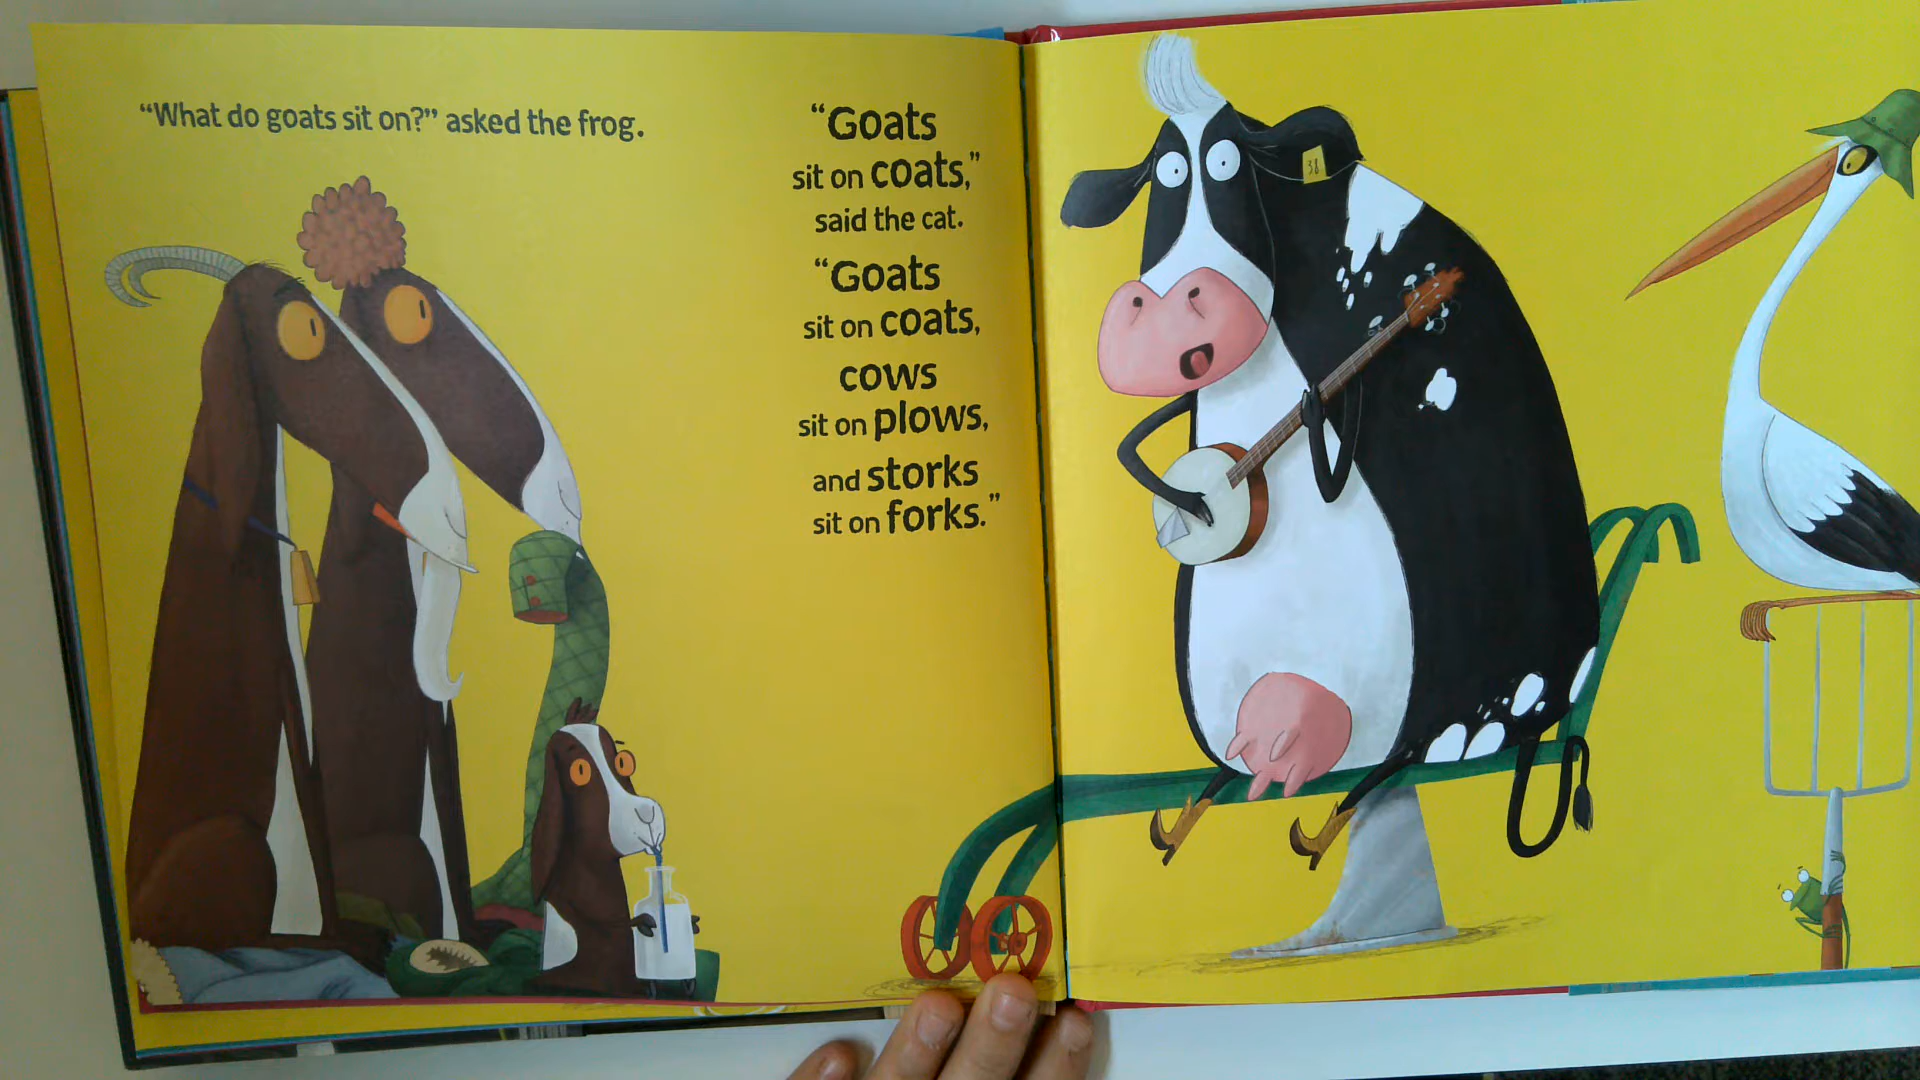 “What do goats sit on?” asked the frog.
“Goats
sit on coats,”
said the cat.
“Goats
sit on coats,
cows
sit on plows,
and storks
sit on forks.”
38